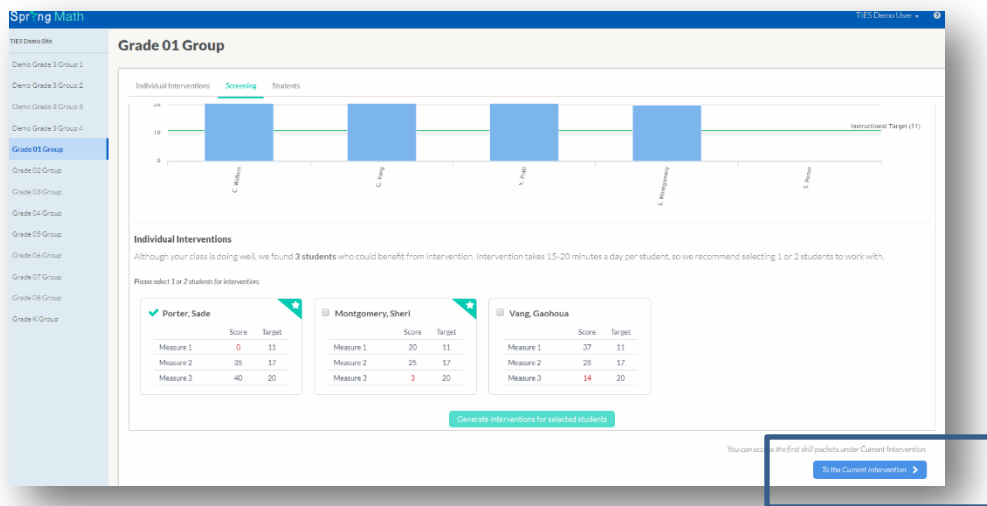 Spring Math
TIES Demo User
TIES Demo Site
Grade 01 Group
Demo Grade 3 Group 1
Demo Grade 3 Group 2
Demo Grade 3 Group 3
Demo Grade 3 Group 4
Grade 01 Group
Grade 02 Group
Grade 03 Group
Grade 04 Group
Grade 05 Group
Grade 06 Group
Grade 07 Group
Grade 08 Group
Grade K Group
Individual Interventions Screening Students
20
10
0
Instructional Target (11)
C. Walters
G. Vang
Y. Pratt
S. Montgomery
S. Porter
Individual Interventions
Although your class is doing well, we found 3 students who could benefit from intervention. Intervention takes 15-20 minutes a day per student, so we recommend selecting 1 or 2 students to work with.
Please select 1 or 2 students for intervention:
Porter, Sade
Score Target
Measure 1 0 11
Measure 2 35 17
Measure 3 40 20
Montgomery, Sheri
Score Target
Measure 1 20 11
Measure 2 25 17
Measure 3 3 20
Vang, Gaohoua
Score Target
Measure 1 37 11
Measure 2 28 17
Measure 3 14 20
Generate interventions for selected students
You can access the first skill packets under Current Intervention.
To the Current Intervention